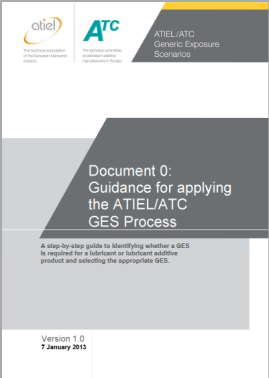 atiel
The technical association
of the European lubricants
industry
ATC
The technical committee
of petroleum additive
manufacturers in Europe
ATIEL/ATC
Generic Exposure
Scenarios
Document 0:
Guidance for applying
the ATIEL/ATC
GES Process
A step-by-step guide to identifying whether a GES
is required for a lubricant or lubricant additive
product and selecting the appropriate GES.
Version 1.0
7 January 2013